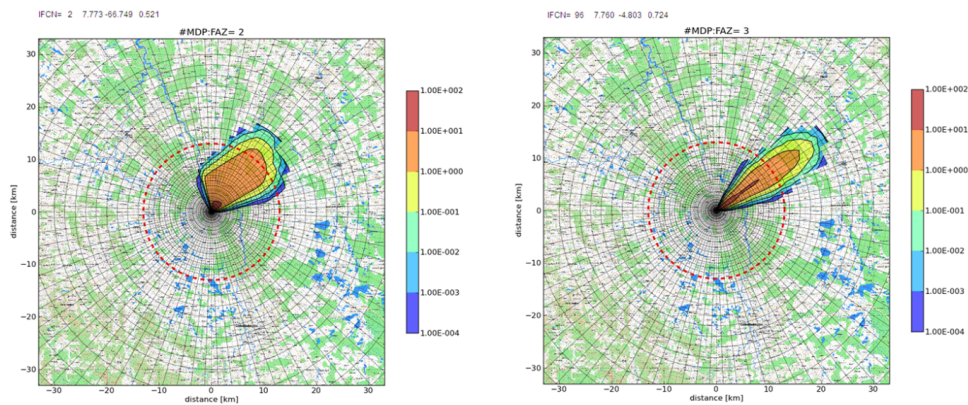 IFCN= 2 7.773 -66.749 0.521
#MDP:FAZ= 2
30
20
10
0
−10
−20
−30
distance [km]
−30 −20 −10 0 10 20 30
distance [km]
1.00E+002
1.00E+001
1.00E+000
1.00E-001
1.00E-002
1.00E-003
1.00E-004
IFCN= 96 7.760 -4.803 0.724
#MDP:FAZ= 3
30
20
10
0
−10
−20
−30
distance [km]
−30 −20 −10 0 10 20 30
distance [km]
1.00E+002
1.00E+001
1.00E+000
1.00E-001
1.00E-002
1.00E-003
1.00E-004